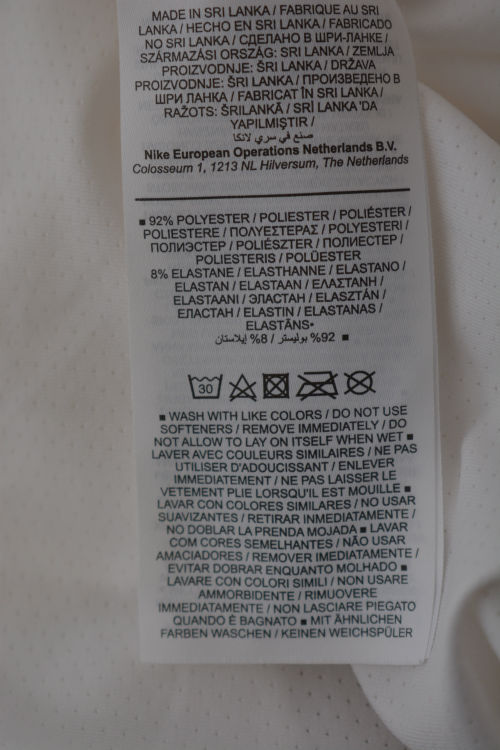 MADE IN SRI LANKA / FABRIQUE AU SRI
LANKA / HECHO EN SRI LANKA / FABRICADO
NO SRI LANKA / СДЕЛАНО В ШРИ-ЛАНКЕ /
SZÁRMAZÁSI ORSZÁG: SRI LANKA / ZEMLJA
PROIZVODNJE: ŠRI LANKA / DRŽAVA
PROIZVODNJE: ŠRI LANKA / ПРОИЗВЕДЕНО В
ШРИ ЛАНКА / FABRICAT ÎN SRI LANKA /
RAŽOTS: ŠRILANKĀ / SRİ LANKA'DA
YAPILMIŞTIR /
صنع في سري لانكا
Nike European Operations Netherlands B.V.
Colosseum 1, 1213 NL Hilversum, The Netherlands
■ 92% POLYESTER / POLIESTER / POLIÉSTER /
POLIESTERE / ΠΟΛΥΕΣΤΕΡΑΣ / POLYESTERI /
ПОЛИЭСТЕР / POLIÉSZTER / ПОЛИЕСТЕР /
POLIESTERIS / POLÜESTER
8% ELASTANE / ELASTHANNE / ELASTANO /
ELASTAN / ELASTAAN / ΕΛΑΣΤΑΝΗ /
ELASTAANI / ЭЛАСТАН / ELASZTÁN /
ЕЛАСТАН / ELASTIN / ELASTANAS /
ELASTĀNS•
■ 92% بوليستر / 8% إيلاستان
30
■ WASH WITH LIKE COLORS / DO NOT USE
SOFTENERS / REMOVE IMMEDIATELY / DO
NOT ALLOW TO LAY ON ITSELF WHEN WET ■
LAVER AVEC COULEURS SIMILAIRES / NE PAS
UTILISER D'ADOUCISSANT / ENLEVER
IMMEDIATEMENT / NE PAS LAISSER LE
VETEMENT PLIE LORSQU'IL EST MOUILLE ■
LAVAR CON COLORES SIMILARES / NO USAR
SUAVIZANTES / RETIRAR INMEDIATAMENTE /
NO DOBLAR LA PRENDA MOJADA ■ LAVAR
COM CORES SEMELHANTES / NÃO USAR
AMACIADORES / REMOVER IMEDIATAMENTE /
EVITAR DOBRAR ENQUANTO MOLHADO ■
LAVARE CON COLORI SIMILI / NON USARE
AMMORBIDENTE / RIMUOVERE
IMMEDIATAMENTE / NON LASCIARE PIEGATO
QUANDO È BAGNATO ■ MIT ÄHNLICHEN
FARBEN WASCHEN / KEINEN WEICHSPÜLER